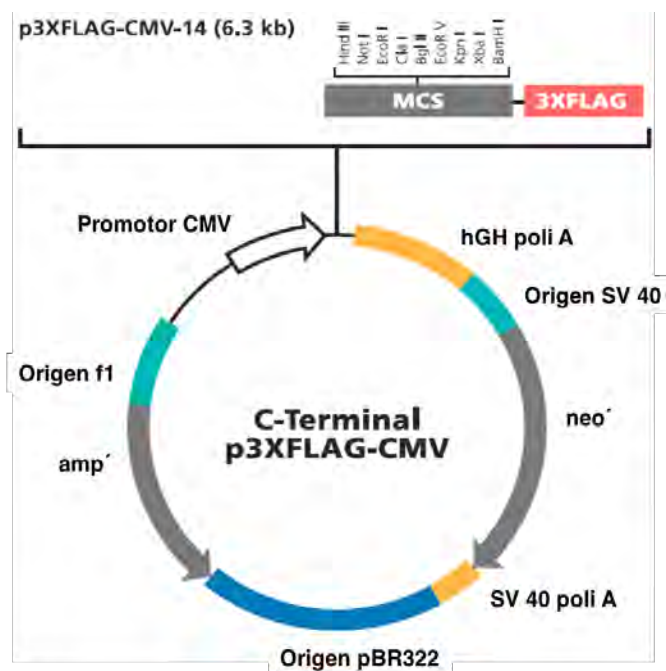 p3XFLAG-CMV-14 (6.3 kb)
Hind III
Not I
EcoR I
Cla I
Bgl II
EcoR V
Kpn I
Xba I
BamH I
MCS
3XFLAG
Promotor CMV
hGH poli A
Origen SV 40
Origen f1
C-Terminal
p3XFLAG-CMV
neo´
amp´
SV 40 poli A
Origen pBR322